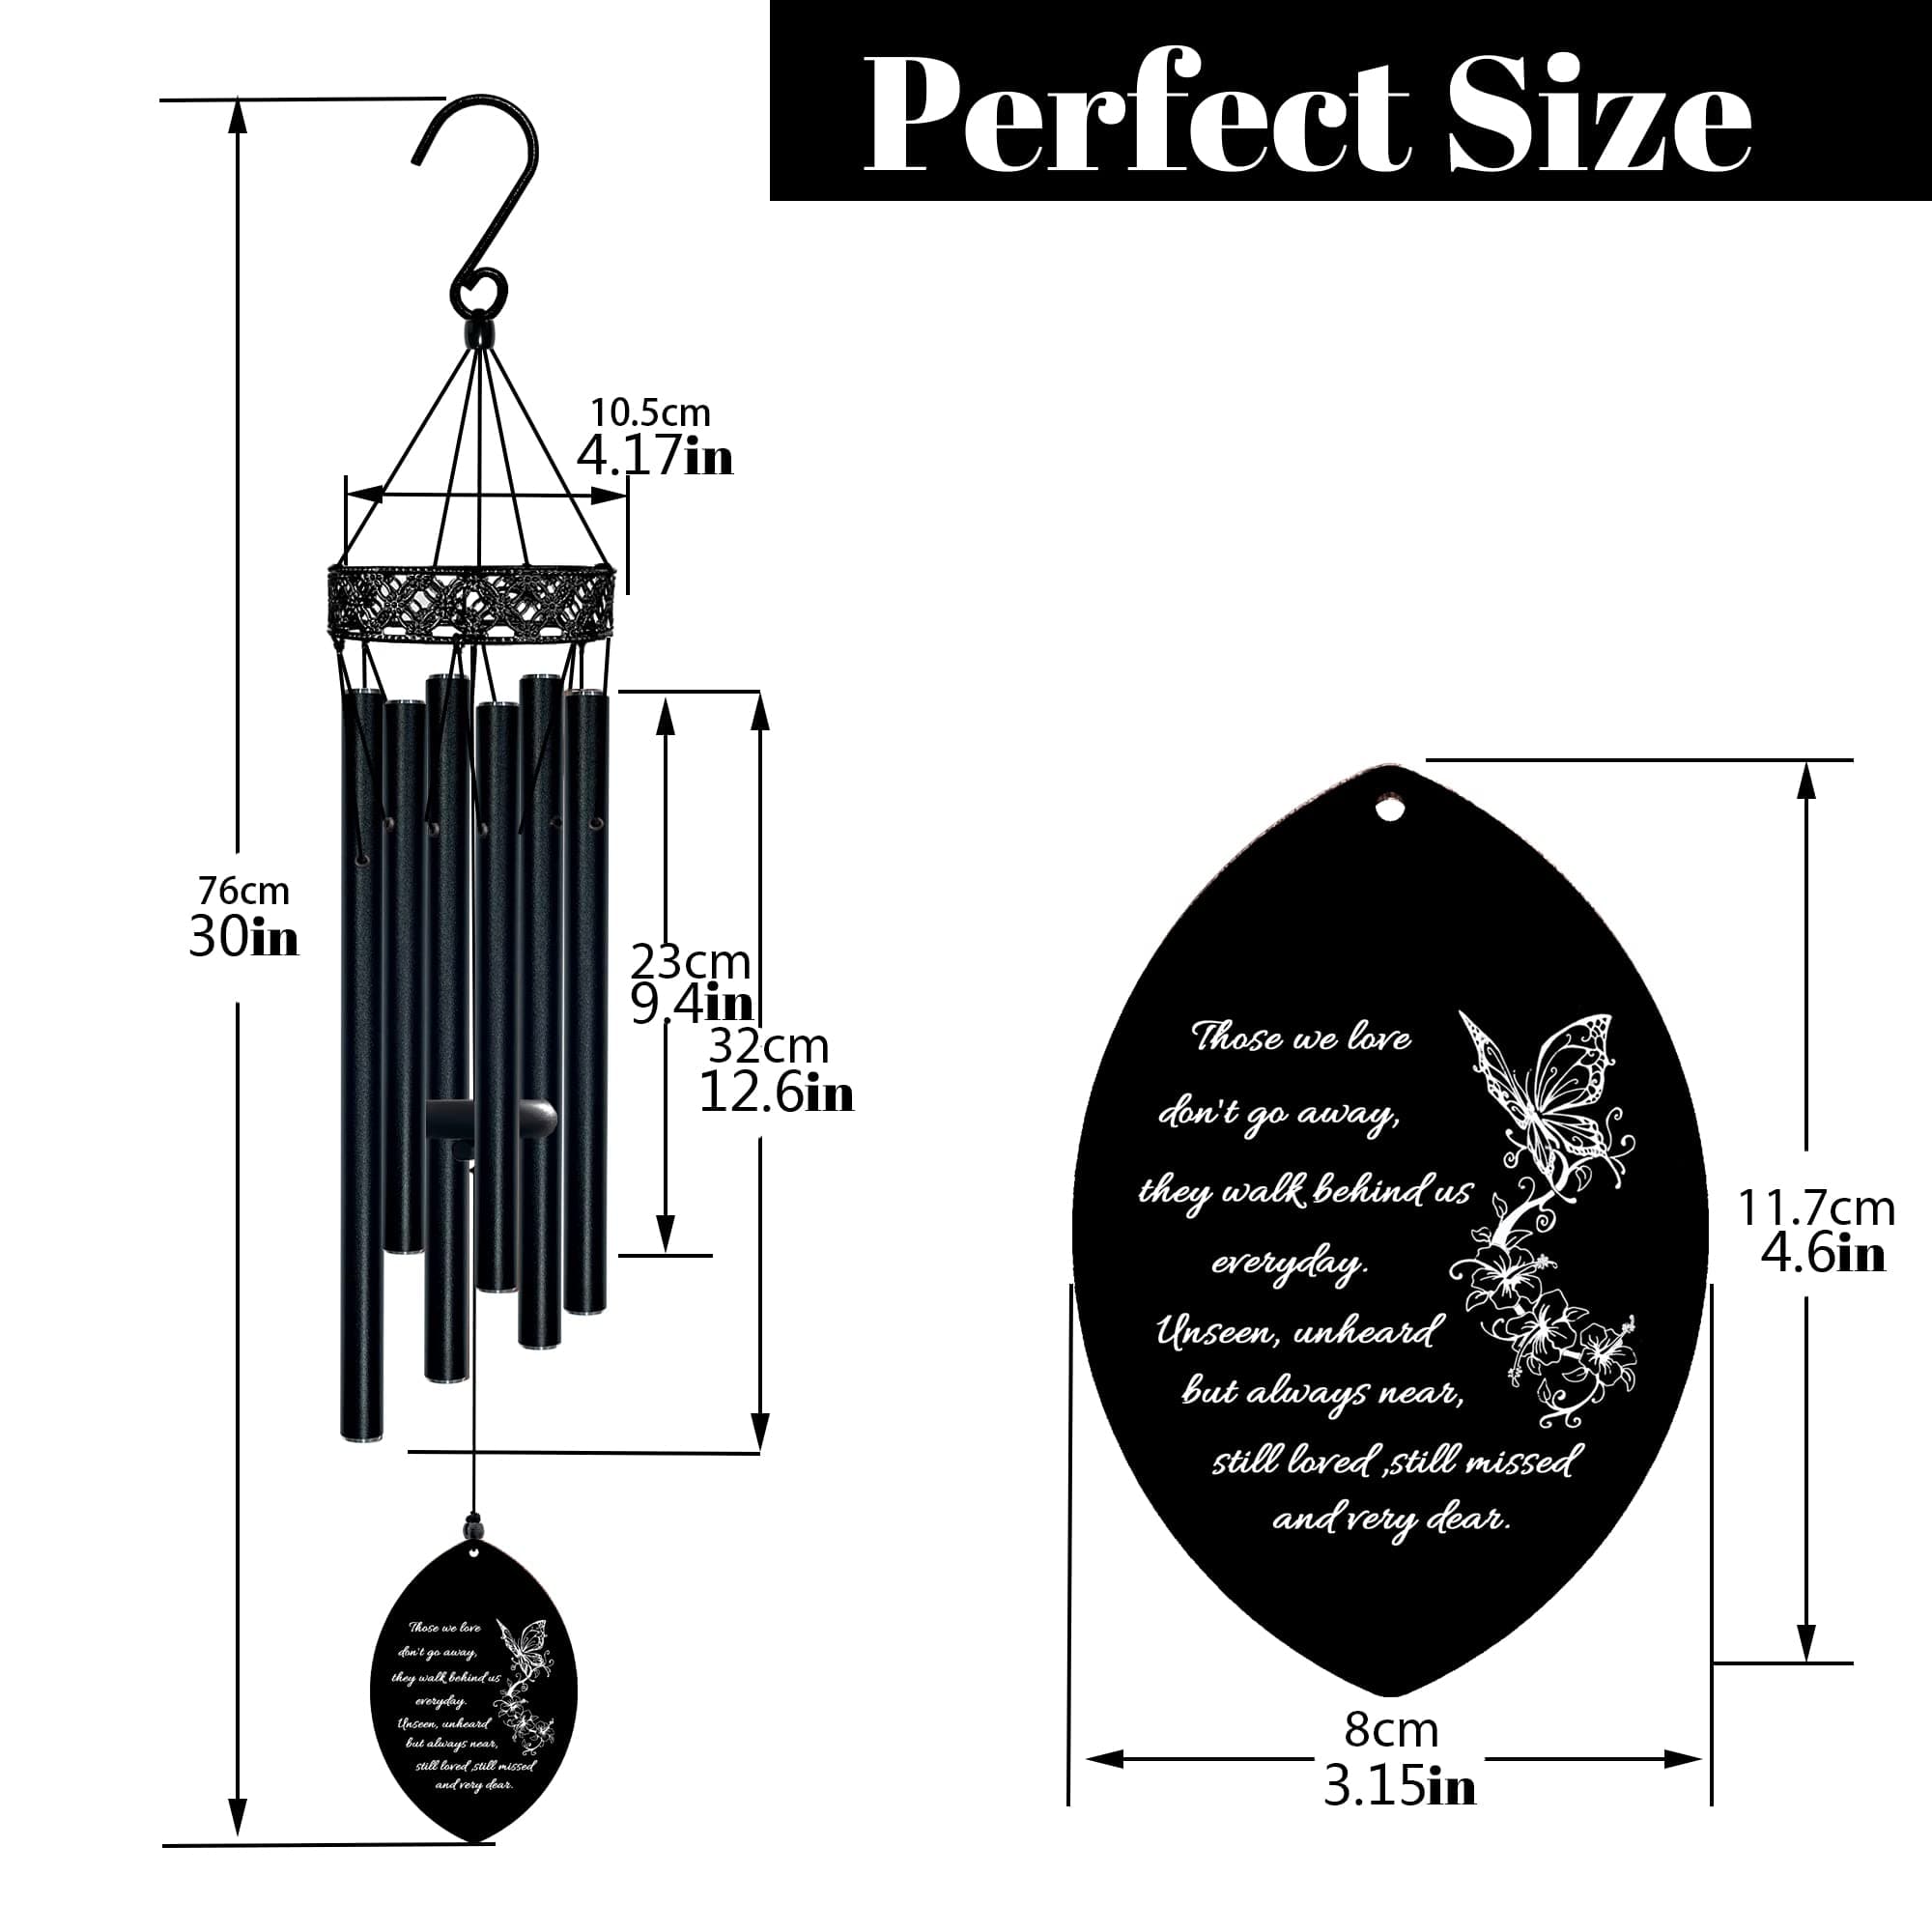 Perfect Size
10.5cm
4.17in
76cm
30in
23cm
9.4in
32cm
12.6in
Those we love
don't go away,
they walk behind us
everyday.
Unseen, unheard
but always near,
still loved ,still missed
and very dear.
11.7cm
4.6in
8cm
3.15in
Those we love
don't go away,
they walk behind us
everyday.
Unseen, unheard
but always near,
still loved ,still missed
and very dear.